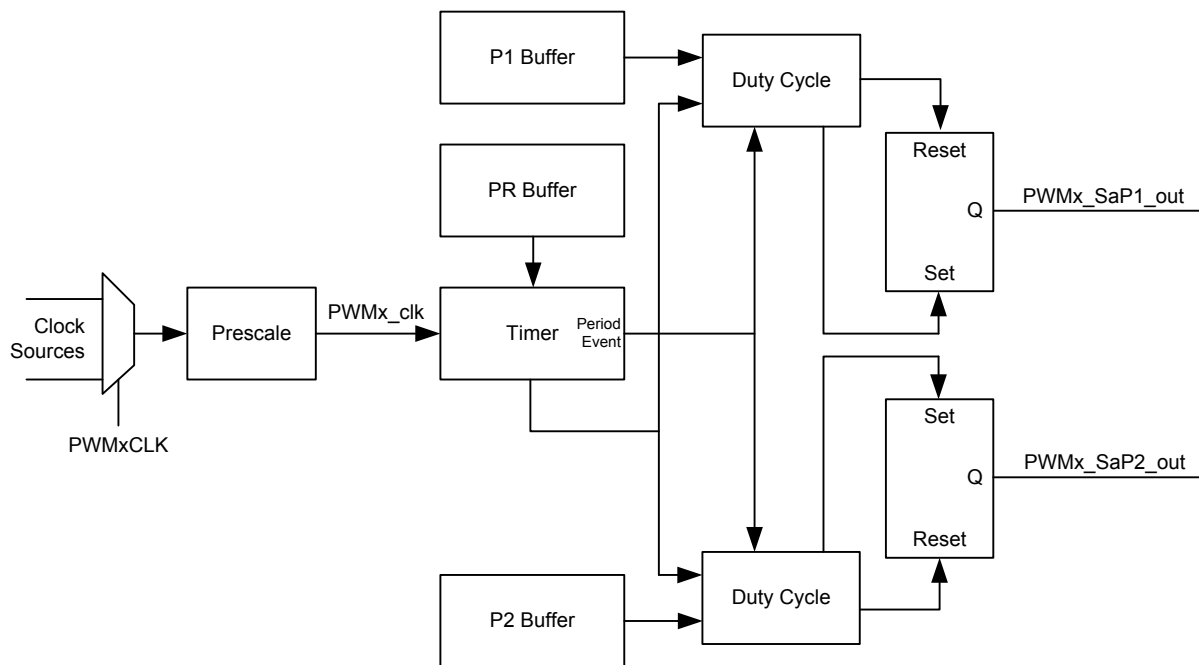 P1 Buffer
Duty Cycle
Reset
PR Buffer
Q
PWMx_SaP1_out
Set
Clock
Sources
Prescale
PWMx_clk
Timer
Period
Event
PWMxCLK
Set
Q
PWMx_SaP2_out
Reset
Duty Cycle
P2 Buffer